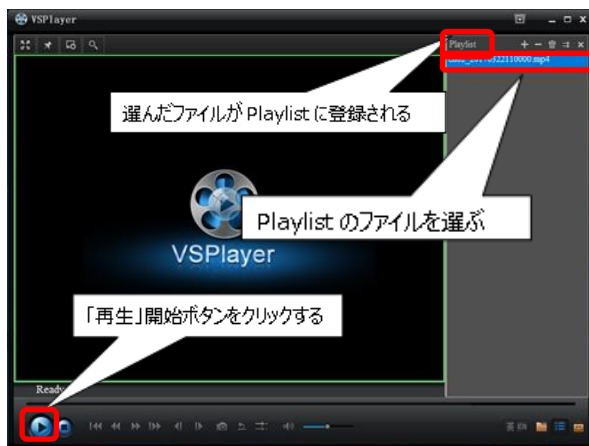 VSPlayer
Playlist
選んだファイルが Playlist に登録される
Playlist のファイルを選ぶ
VSPlayer
「再生」開始ボタンをクリックする
Ready